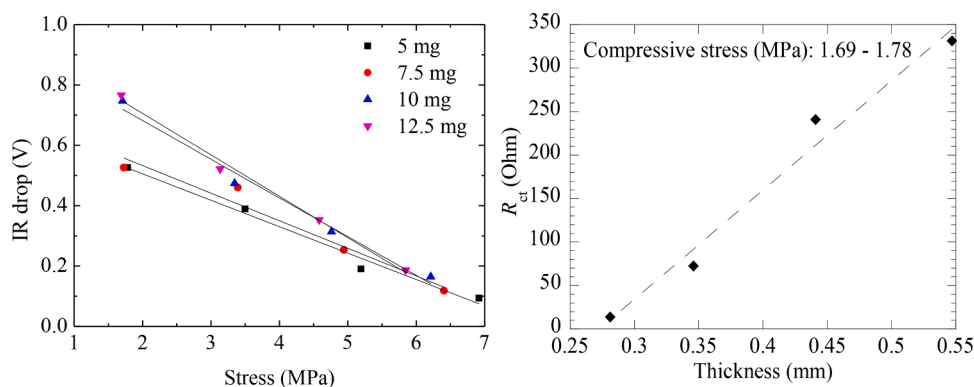 1.0
0.8
0.6
0.4
0.2
0.0
IR drop (V)
5 mg
7.5 mg
10 mg
12.5 mg
1 2 3 4 5 6 7
Stress (MPa)
350
300
250
200
150
100
50
0
R_ct (Ohm)
Compressive stress (MPa): 1.69 - 1.78
0.25 0.3 0.35 0.4 0.45 0.5 0.55
Thickness (mm)